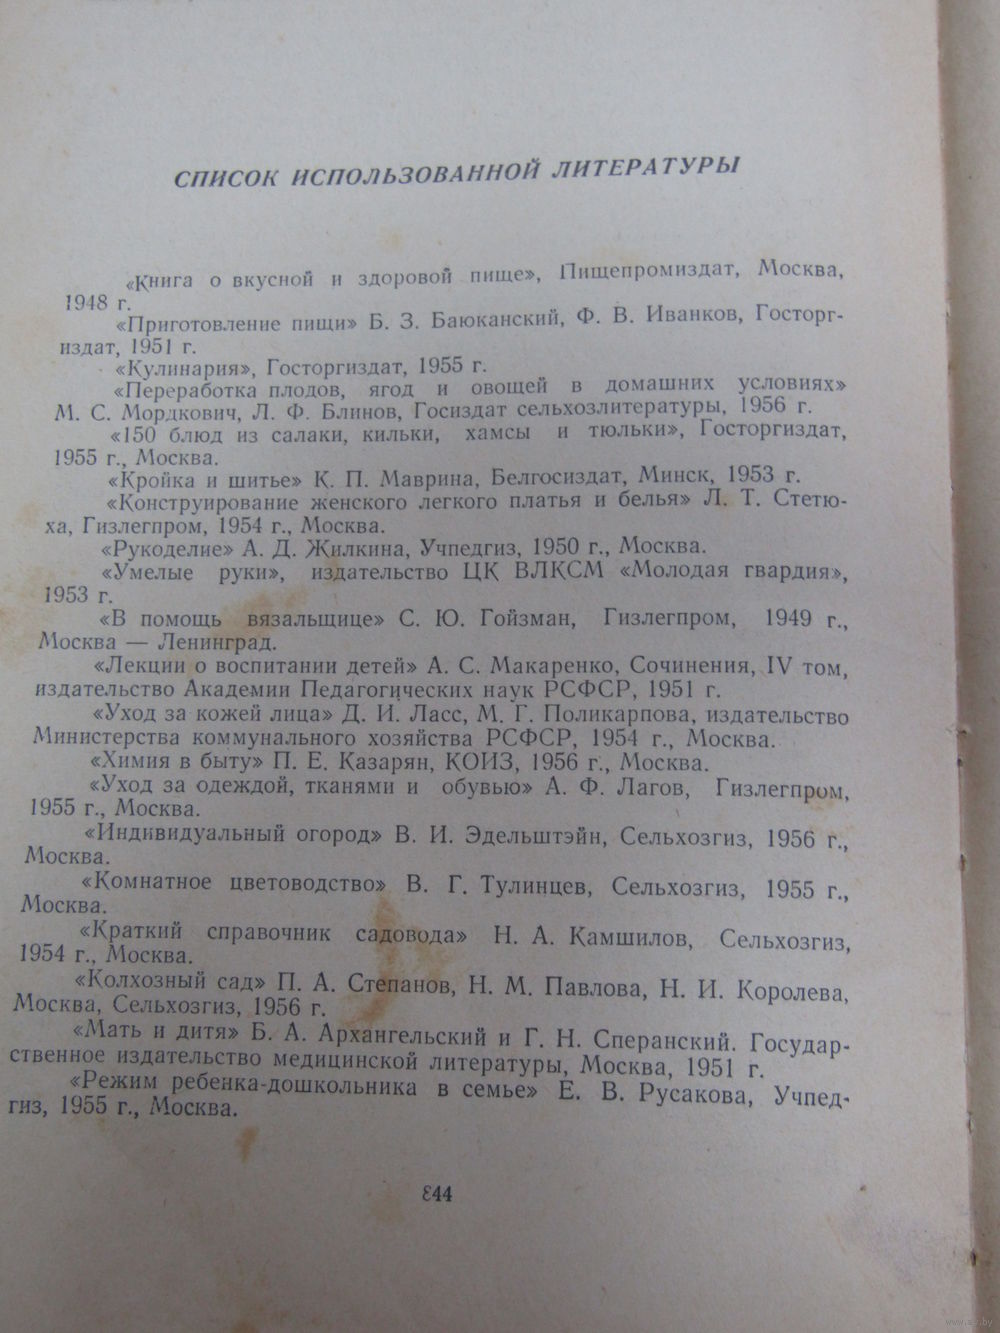 СПИСОК ИСПОЛЬЗОВАННОЙ ЛИТЕРАТУРЫ
«Книга о вкусной и здоровой пище», Пищепромиздат, Москва,
1948 г.
«Приготовление пищи» Б. З. Баюканский, Ф. В. Иванков, Госторг-
издат, 1951 г.
«Кулинария», Госторгиздат, 1955 г.
«Переработка плодов, ягод и овощей в домашних условиях»
М. С. Мордкович, Л. Ф. Блинов, Госиздат сельхозлитературы, 1956 г.
«150 блюд из салаки, кильки, хамсы и тюльки», Госторгиздат,
1955 г., Москва.
«Кройка и шитье» К. П. Маврина, Белгосиздат, Минск, 1953 г.
«Конструирование женского легкого платья и белья» Л. Т. Стетю-
ха, Гизлегпром, 1954 г., Москва.
«Рукоделие» А. Д. Жилкина, Учпедгиз, 1950 г., Москва.
«Умелые руки», издательство ЦК ВЛКСМ «Молодая гвардия»,
1953 г.
«В помощь вязальщице» С. Ю. Гойзман, Гизлегпром, 1949 г.,
Москва — Ленинград.
«Лекции о воспитании детей» А. С. Макаренко, Сочинения, IV том,
издательство Академии Педагогических наук РСФСР, 1951 г.
«Уход за кожей лица» Д. И. Ласс, М. Г. Поликарпова, издательство
Министерства коммунального хозяйства РСФСР, 1954 г., Москва.
«Химия в быту» П. Е. Казарян, КОИЗ, 1956 г., Москва.
«Уход за одеждой, тканями и обувью» А. Ф. Лагов, Гизлегпром,
1955 г., Москва.
«Индивидуальный огород» В. И. Эдельштэйн, Сельхозгиз, 1956 г.,
Москва.
«Комнатное цветоводство» В. Г. Тулинцев, Сельхозгиз, 1955 г.,
Москва.
«Краткий справочник садовода» Н. А. Камшилов, Сельхозгиз,
1954 г., Москва.
«Колхозный сад» П. А. Степанов, Н. М. Павлова, Н. И. Королева,
Москва, Сельхозгиз, 1956 г.
«Мать и дитя» Б. А. Архангельский и Г. Н. Сперанский. Государ-
ственное издательство медицинской литературы, Москва, 1951 г.
«Режим ребенка-дошкольника в семье» Е. В. Русакова, Учпед-
гиз, 1955 г., Москва.
644
www.ay.by